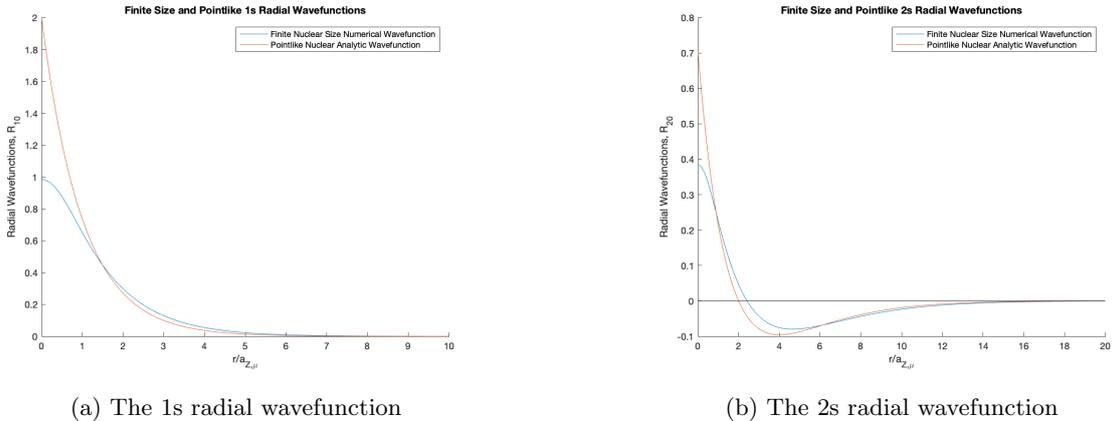 Finite Size and Pointlike 1s Radial Wavefunctions
Finite Nuclear Size Numerical Wavefunction
Pointlike Nuclear Analytic Wavefunction
Radial Wavefunctions, R10
2
1.8
1.6
1.4
1.2
1
0.8
0.6
0.4
0.2
0
0 1 2 3 4 5 6 7 8 9 10
r/aZ,μ
(a) The 1s radial wavefunction
Finite Size and Pointlike 2s Radial Wavefunctions
Finite Nuclear Size Numerical Wavefunction
Pointlike Nuclear Analytic Wavefunction
Radial Wavefunctions, R20
0.8
0.7
0.6
0.5
0.4
0.3
0.2
0.1
0
-0.1
0 2 4 6 8 10 12 14 16 18 20
r/aZ,μ
(b) The 2s radial wavefunction